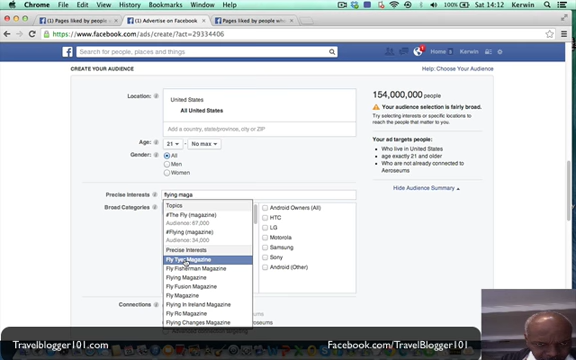 Chrome File Edit View History Bookmarks Window Help
100% Sat 14:12 Kerwin
(1) Pages liked by people
(1) Advertise on Facebook
Pages liked by people who
https://www.facebook.com/ads/create/?act=29334406
Search for people, places and things
Kerwin Home
CREATE YOUR AUDIENCE
Help: Choose Your Audience
Location:
United States
All United States
Add a country, state/province, city or ZIP
Age: 21 - No max
Gender: All
Men
Women
Precise Interests: flying maga
Topics
#The Fly (magazine)
Audience: 67,000
#Flying (magazine)
Audience: 34,000
Precise Interests
Fly Tyer Magazine
Fly Fisherman Magazine
Flying Magazine
Fly Fusion Magazine
Fly Magazine
Flying In Ireland Magazine
Fly Rc Magazine
Flying Changes Magazine
Broad Categories:
Android Owners (All)
HTC
LG
Motorola
Samsung
Sony
Android (Other)
Connections
154,000,000 people
Your audience selection is fairly broad.
Try selecting interests or specific locations to reach the people that matter to you.
Your ad targets people:
Who live in United States
age exactly 21 and older
Who are not already connected to Aeroseums
Hide Audience Summary
Travelblogger101.com
Facebook.com/TravelBlogger101